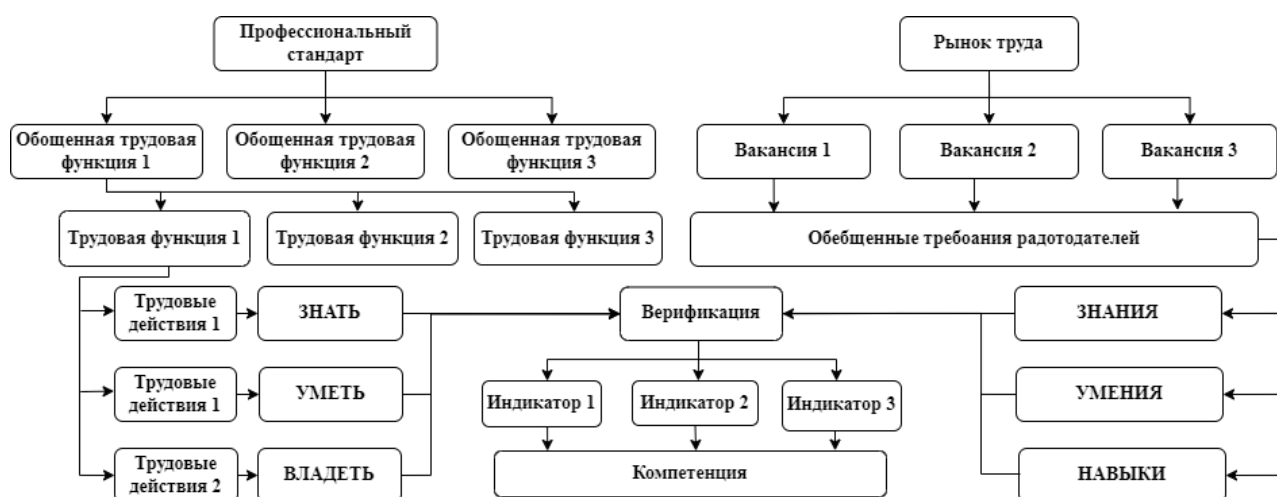 Профессиональный
стандарт
Рынок труда
Обощенная трудовая
функция 1
Обощенная трудовая
функция 2
Обощенная трудовая
функция 3
Вакансия 1
Вакансия 2
Вакансия 3
Трудовая функция 1
Трудовая функция 2
Трудовая функция 3
Обебщенные требоания радотодателей
Трудовые
действия 1
ЗНАТЬ
Верификация
ЗНАНИЯ
Трудовые
действия 1
УМЕТЬ
Индикатор 1
Индикатор 2
Индикатор 3
УМЕНИЯ
Трудовые
действия 2
ВЛАДЕТЬ
Компетенция
НАВЫКИ